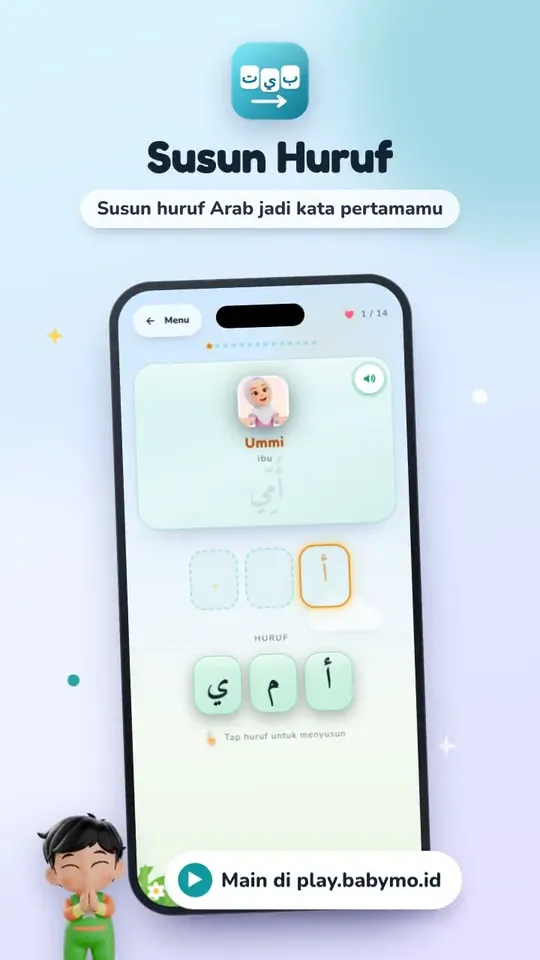 ب ي ت
Susun Huruf
Susun huruf Arab jadi kata pertamamu
← Menu
1 / 14
Ummi
ibu
أُمِّي
أ
HURUF
أ م ي
Tap huruf untuk menyusun
Main di play.babymo.id